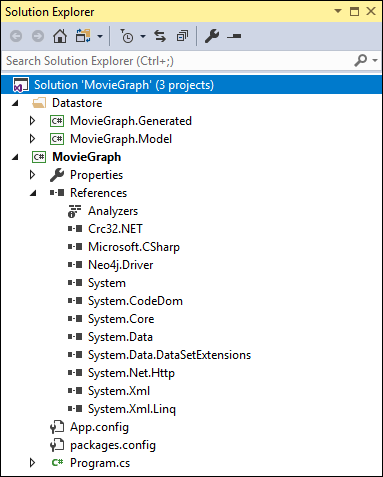 Solution Explorer
Search Solution Explorer (Ctrl+;)
Solution 'MovieGraph' (3 projects)
Datastore
C# MovieGraph.Generated
C# MovieGraph.Model
C# MovieGraph
Properties
References
Analyzers
Crc32.NET
Microsoft.CSharp
Neo4j.Driver
System
System.CodeDom
System.Core
System.Data
System.Data.DataSetExtensions
System.Net.Http
System.Xml
System.Xml.Linq
App.config
packages.config
C# Program.cs